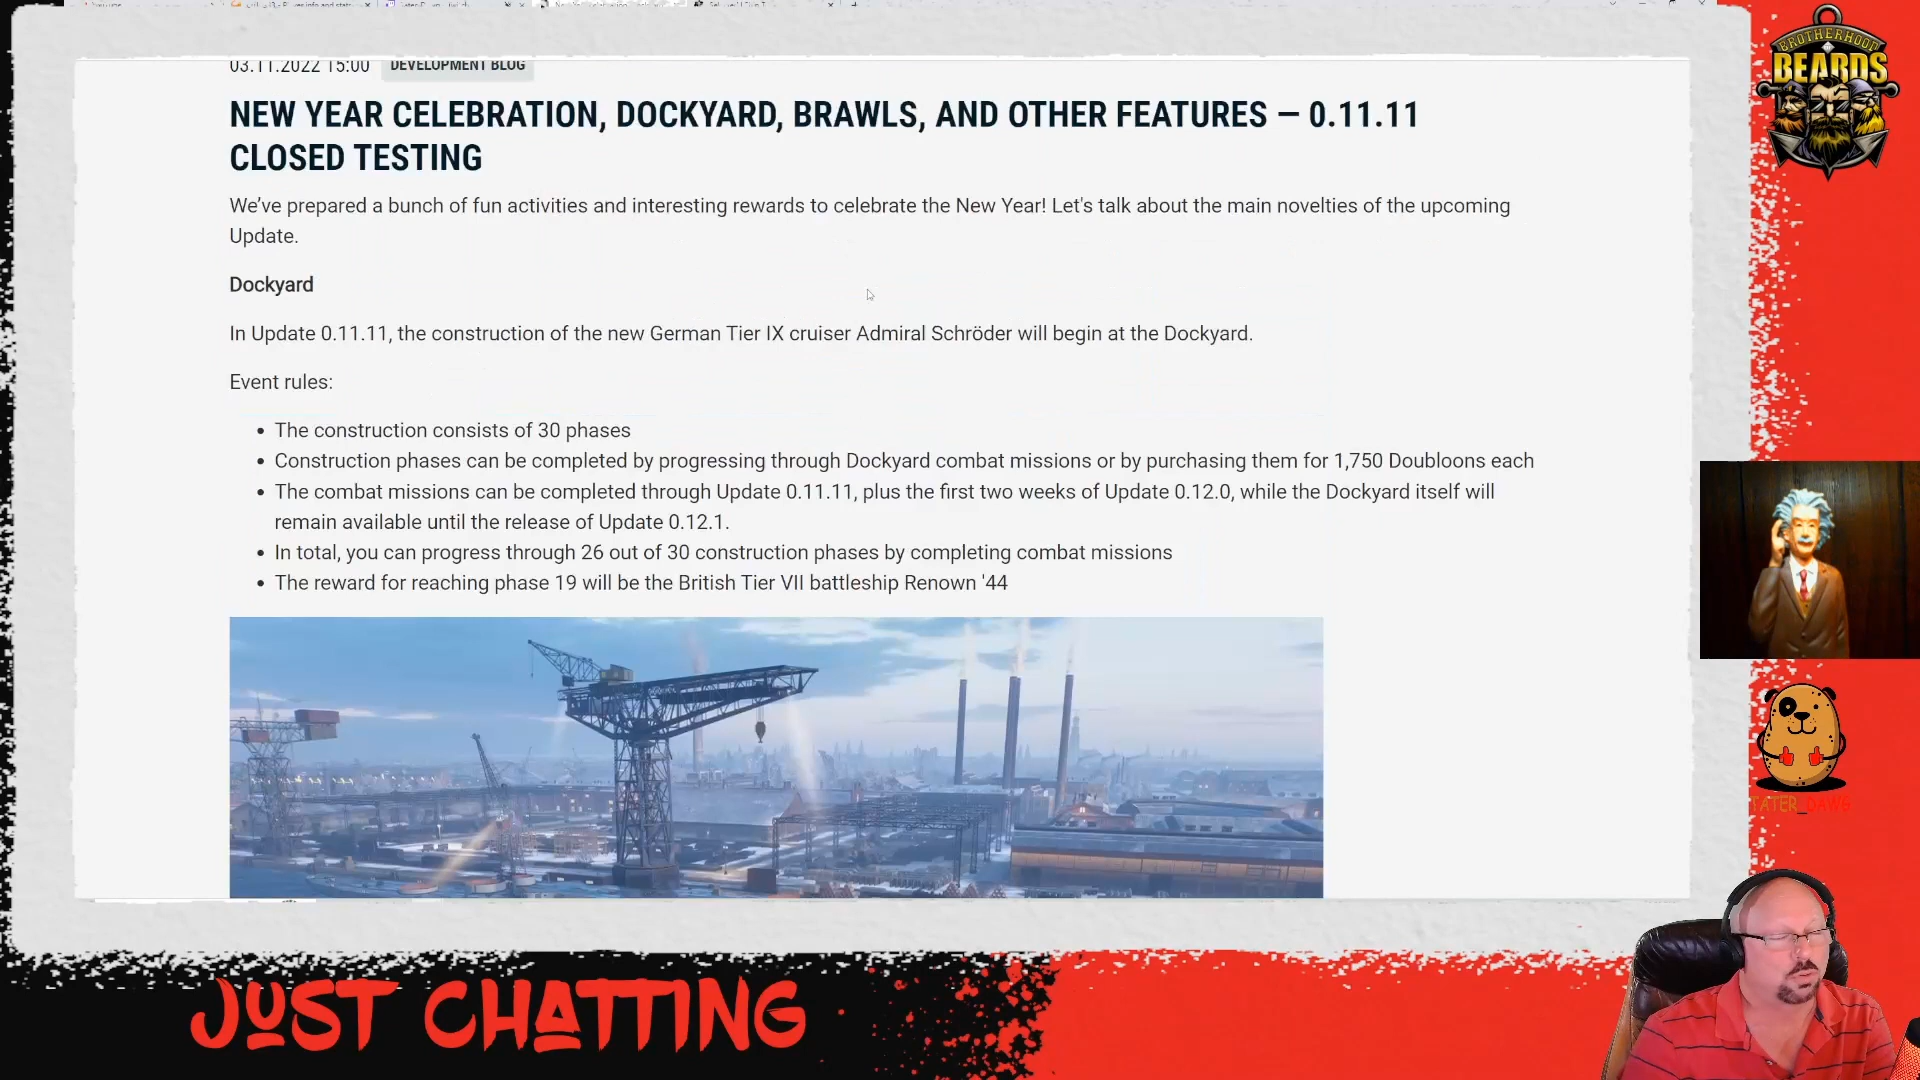 03.11.2022 15:00 DEVELOPMENT BLOG
NEW YEAR CELEBRATION, DOCKYARD, BRAWLS, AND OTHER FEATURES — 0.11.11
CLOSED TESTING
We’ve prepared a bunch of fun activities and interesting rewards to celebrate the New Year! Let's talk about the main novelties of the upcoming
Update.
Dockyard
In Update 0.11.11, the construction of the new German Tier IX cruiser Admiral Schröder will begin at the Dockyard.
Event rules:
• The construction consists of 30 phases
• Construction phases can be completed by progressing through Dockyard combat missions or by purchasing them for 1,750 Doubloons each
• The combat missions can be completed through Update 0.11.11, plus the first two weeks of Update 0.12.0, while the Dockyard itself will
remain available until the release of Update 0.12.1.
• In total, you can progress through 26 out of 30 construction phases by completing combat missions
• The reward for reaching phase 19 will be the British Tier VII battleship Renown '44
BROTHERHOOD
BEARDS
TATER_DAWG
JUST CHATTING